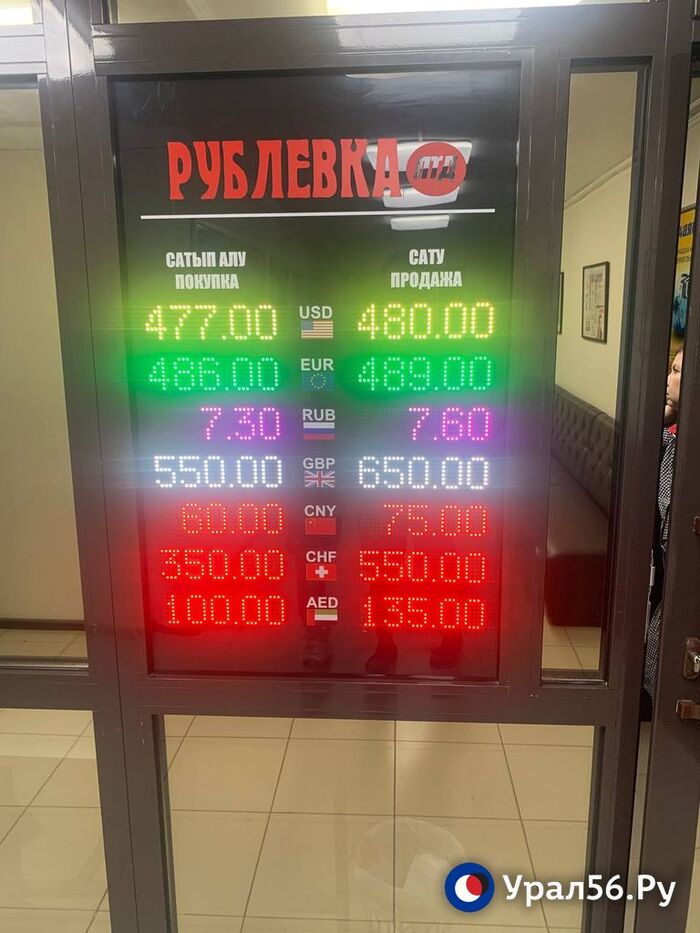 РУБЛЕВКА ЛТД
САТЫП АЛУ САТУ
ПОКУПКА ПРОДАЖА
477.00 USD 480.00
486.00 EUR 489.00
7.30 RUB 7.60
550.00 GBP 650.00
60.00 CNY 75.00
350.00 CHF 550.00
100.00 AED 135.00
Урал56.Ру